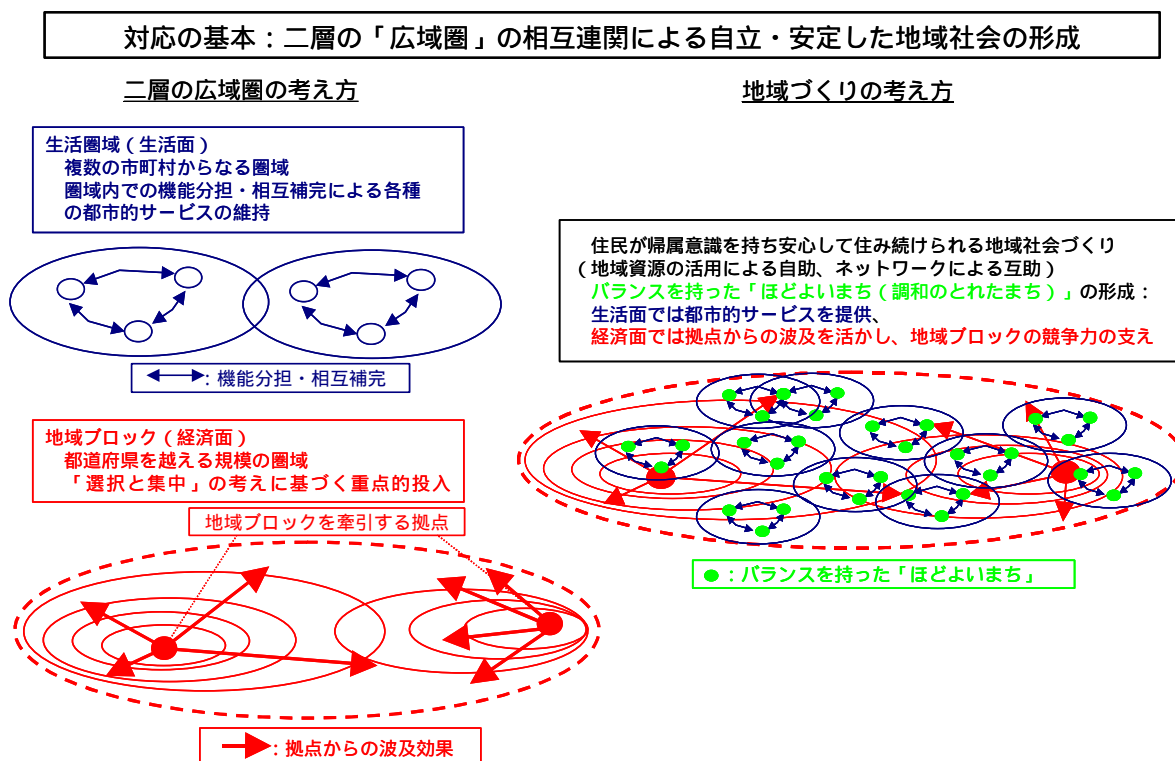 対応の基本：二層の「広域圏」の相互連関による自立・安定した地域社会の形成
二層の広域圏の考え方
生活圏域（生活面）
複数の市町村からなる圏域
圏域内での機能分担・相互補完による各種
の都市的サービスの維持
：機能分担・相互補完
地域ブロック（経済面）
都道府県を越える規模の圏域
「選択と集中」の考えに基づく重点的投入
地域ブロックを牽引する拠点
：拠点からの波及効果
地域づくりの考え方
住民が帰属意識を持ち安心して住み続けられる地域社会づくり
（地域資源の活用による自助、ネットワークによる互助）
バランスを持った「ほどよいまち（調和のとれたまち）」の形成：
生活面では都市的サービスを提供、
経済面では拠点からの波及を活かし、地域ブロックの競争力の支え
：バランスを持った「ほどよいまち」